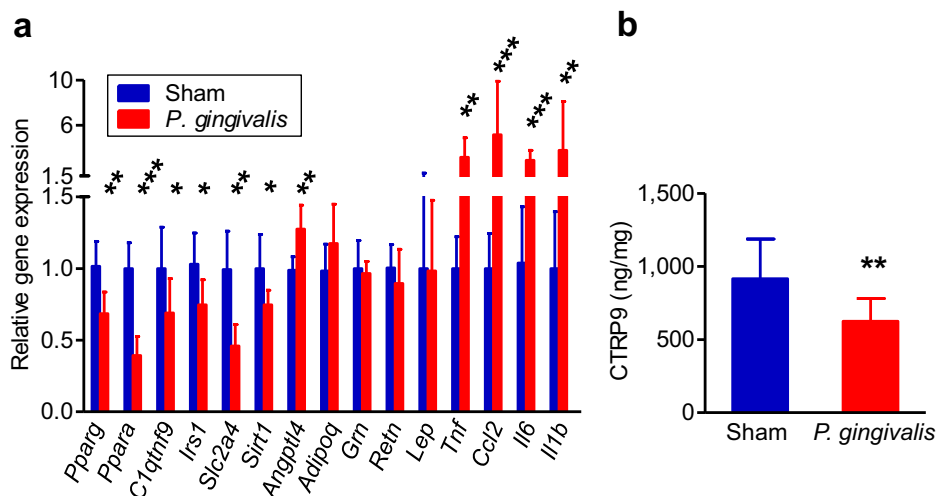 a
b
Sham
P. gingivalis
Relative gene expression
10
6
1.5
1.5
1.0
0.5
0.0
** *** * * ** * ** ** *** *** **
Pparg
Ppara
C1qtnf9
Irs1
Slc2a4
Sirt1
Angptl4
Adipoq
Grn
Retn
Lep
Tnf
Ccl2
Il6
Il1b
CTRP9 (ng/mg)
1,500
1,000
500
0
**
Sham
P. gingivalis